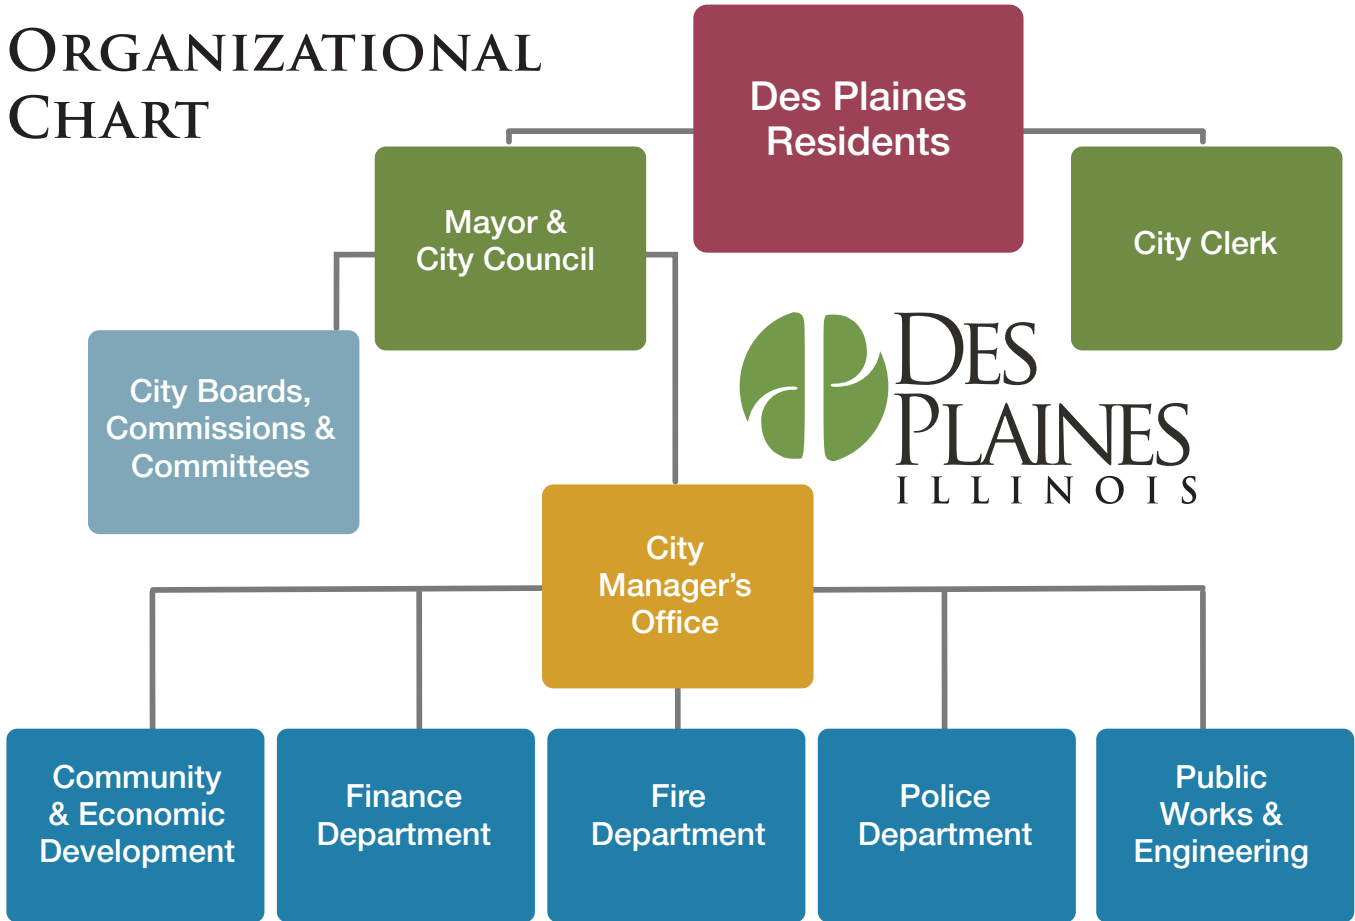 ORGANIZATIONAL
CHART
Des Plaines
Residents
Mayor &
City Council
City Clerk
City Boards,
Commissions &
Committees
DES
PLAINES
ILLINOIS
City
Manager’s
Office
Community
& Economic
Development
Finance
Department
Fire
Department
Police
Department
Public
Works &
Engineering